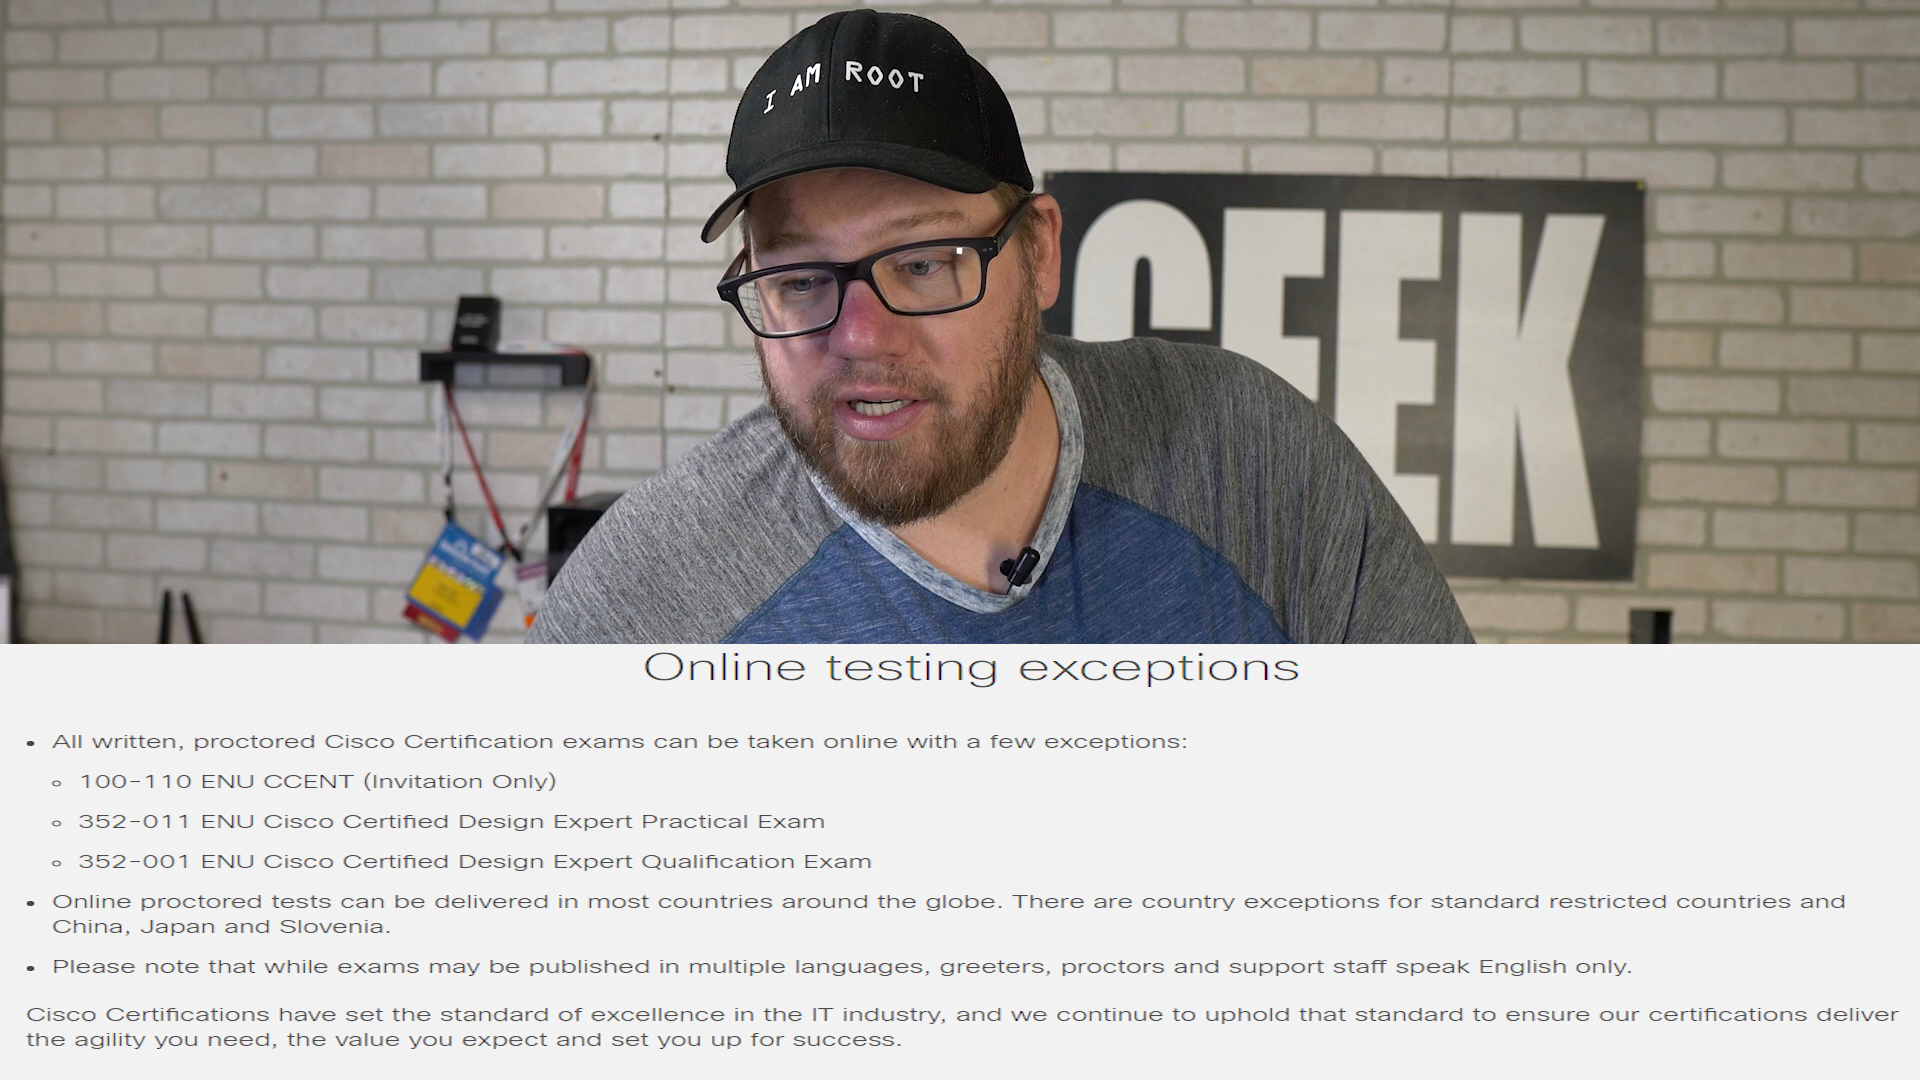 I AM ROOT
GEEK
Online testing exceptions
• All written, proctored Cisco Certification exams can be taken online with a few exceptions:
◦ 100-110 ENU CCENT (Invitation Only)
◦ 352-011 ENU Cisco Certified Design Expert Practical Exam
◦ 352-001 ENU Cisco Certified Design Expert Qualification Exam
• Online proctored tests can be delivered in most countries around the globe. There are country exceptions for standard restricted countries and
China, Japan and Slovenia.
• Please note that while exams may be published in multiple languages, greeters, proctors and support staff speak English only.
Cisco Certifications have set the standard of excellence in the IT industry, and we continue to uphold that standard to ensure our certifications deliver
the agility you need, the value you expect and set you up for success.